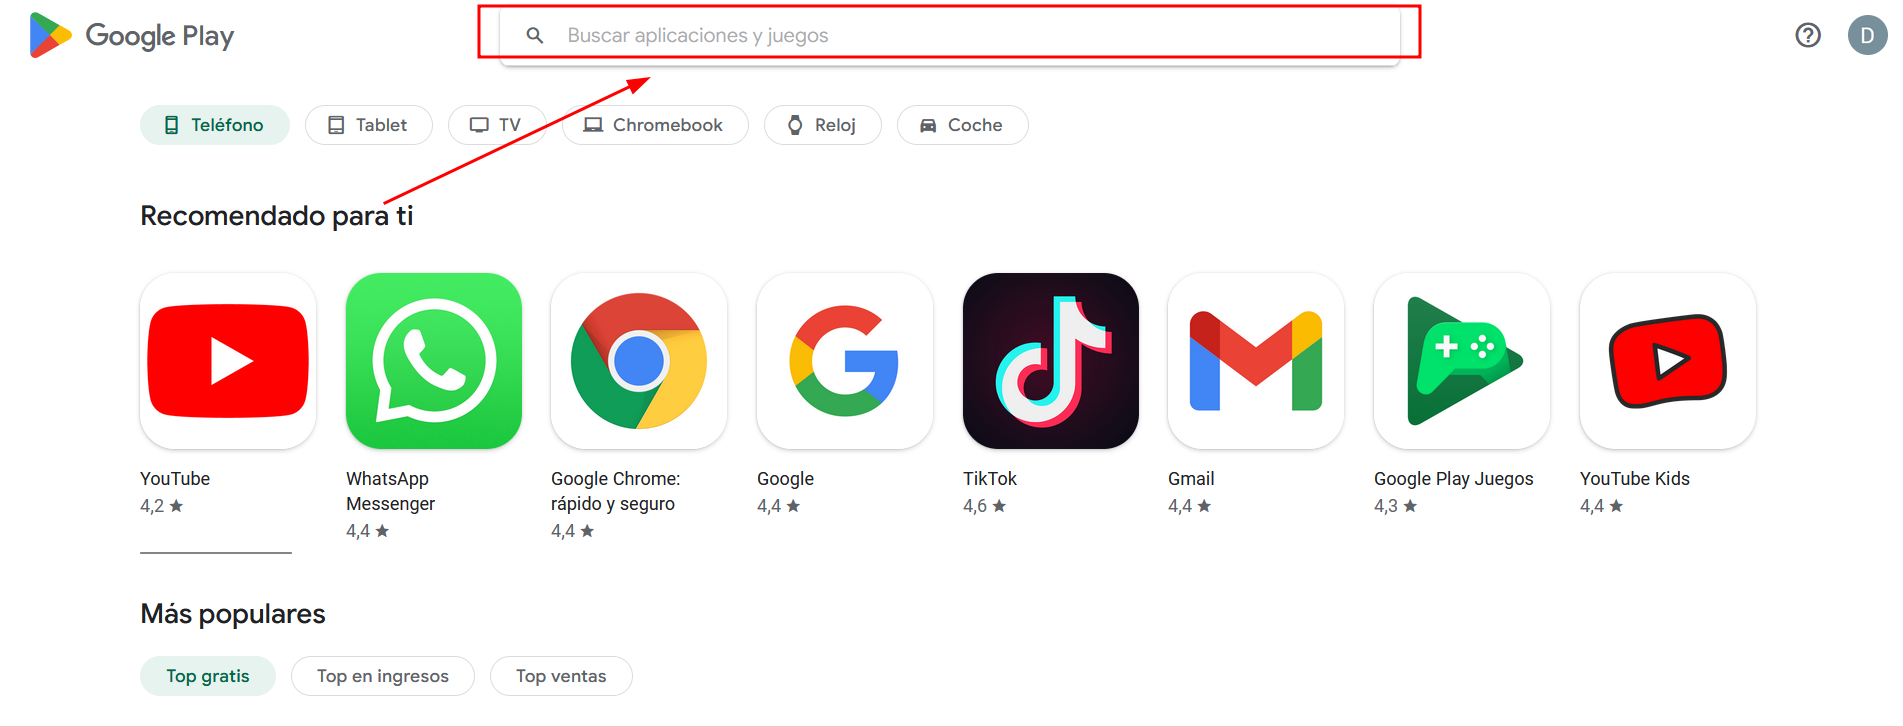 Google Play
Buscar aplicaciones y juegos
D
Teléfono
Tablet
TV
Chromebook
Reloj
Coche
Recomendado para ti
YouTube
4,2 ★
WhatsApp
Messenger
4,4 ★
Google Chrome:
rápido y seguro
4,4 ★
Google
4,4 ★
TikTok
4,6 ★
Gmail
4,4 ★
Google Play Juegos
4,3 ★
YouTube Kids
4,4 ★
Más populares
Top gratis
Top en ingresos
Top ventas